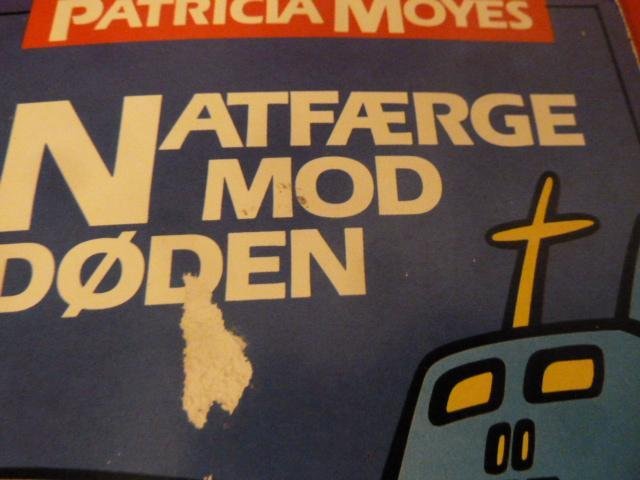 PATRICIA MOYES
NATFÆRGE
MOD
DØDEN